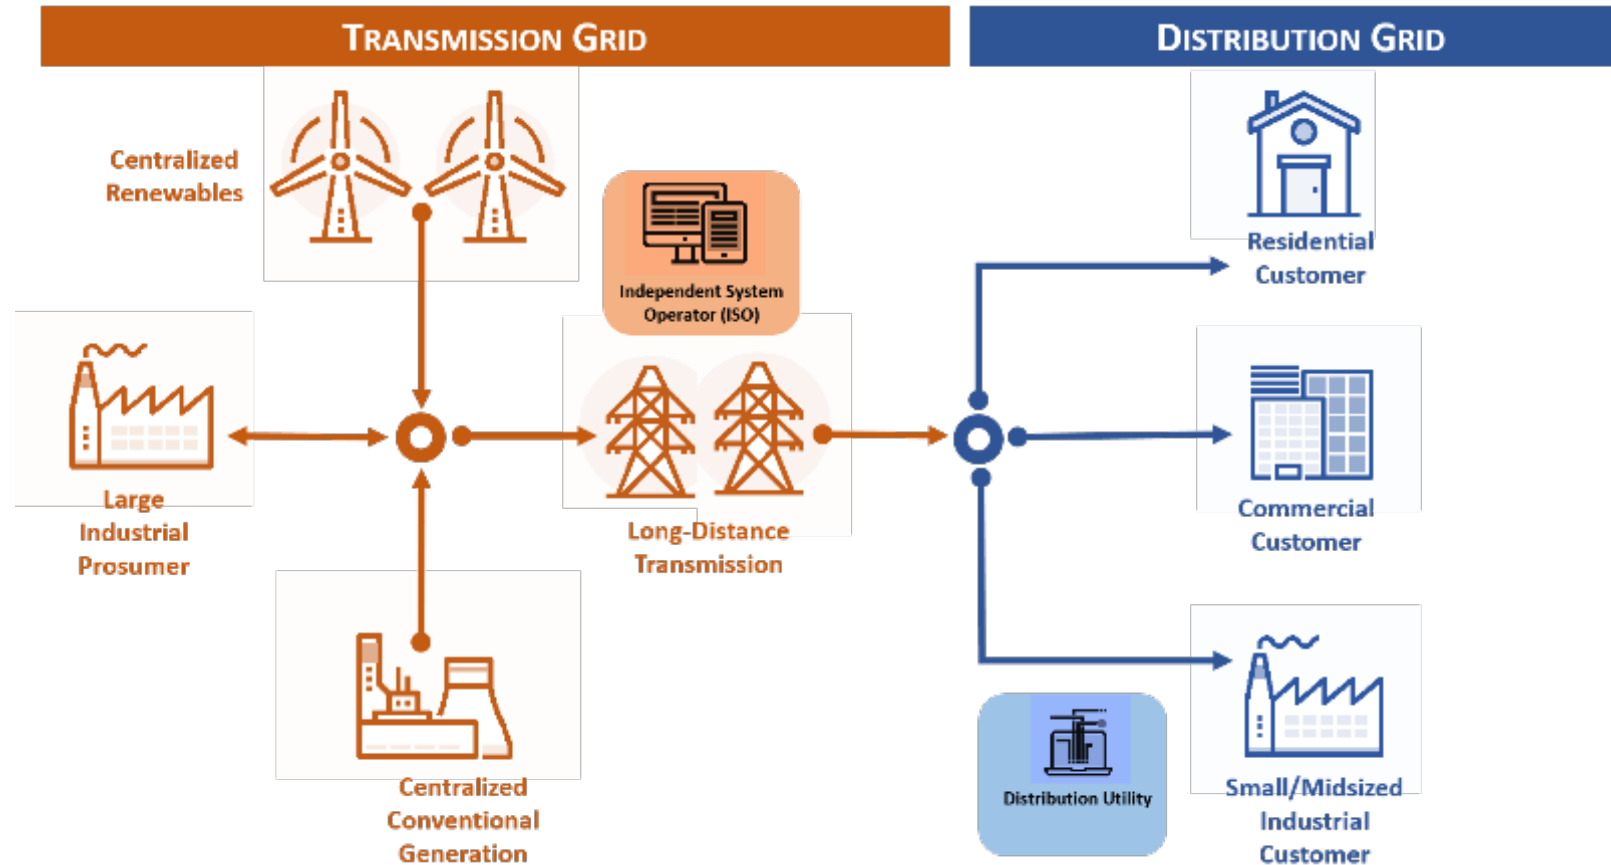 TRANSMISSION GRID
DISTRIBUTION GRID
Centralized
Renewables
Independent System
Operator (ISO)
Residential
Customer
Large
Industrial
Prosumer
Long-Distance
Transmission
Commercial
Customer
Centralized
Conventional
Generation
Distribution Utility
Small/Midsized
Industrial
Customer